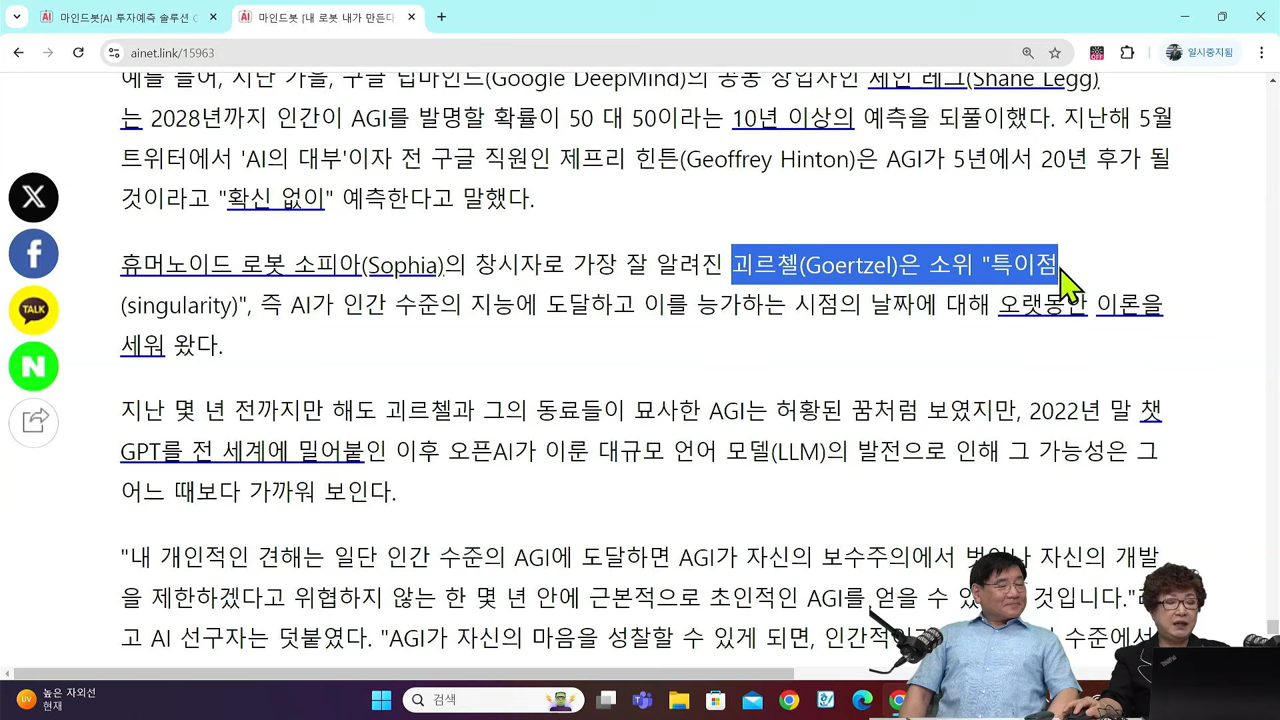 마인드봇[AI 투자예측 솔루션 C
마인드봇 [내 로봇 내가 만든다
ainet.link/15963
OFF
일시중지됨
예를 들어, 지난 가을, 구글 딥마인드(Google DeepMind)의 공동 창업자인 셰인 레그(Shane Legg)
는 2028년까지 인간이 AGI를 발명할 확률이 50 대 50이라는 10년 이상의 예측을 되풀이했다. 지난해 5월
트위터에서 'AI의 대부'이자 전 구글 직원인 제프리 힌튼(Geoffrey Hinton)은 AGI가 5년에서 20년 후가 될
것이라고 "확신 없이" 예측한다고 말했다.
휴머노이드 로봇 소피아(Sophia)의 창시자로 가장 잘 알려진 괴르첼(Goertzel)은 소위 "특이점
(singularity)", 즉 AI가 인간 수준의 지능에 도달하고 이를 능가하는 시점의 날짜에 대해 오랫동안 이론을
세워 왔다.
지난 몇 년 전까지만 해도 괴르첼과 그의 동료들이 묘사한 AGI는 허황된 꿈처럼 보였지만, 2022년 말 챗
GPT를 전 세계에 밀어붙인 이후 오픈AI가 이룬 대규모 언어 모델(LLM)의 발전으로 인해 그 가능성은 그
어느 때보다 가까워 보인다.
"내 개인적인 견해는 일단 인간 수준의 AGI에 도달하면 AGI가 자신의 보수주의에서 벗어나 자신의 개발
을 제한하겠다고 위협하지 않는 한 몇 년 안에 근본적으로 초인적인 AGI를 얻을 수 있 것입니다."
고 AI 선구자는 덧붙였다. "AGI가 자신의 마음을 성찰할 수 있게 되면, 수준에서
X
f
TALK
N
UV
높은 자외선
현재
검색
ThinkPad